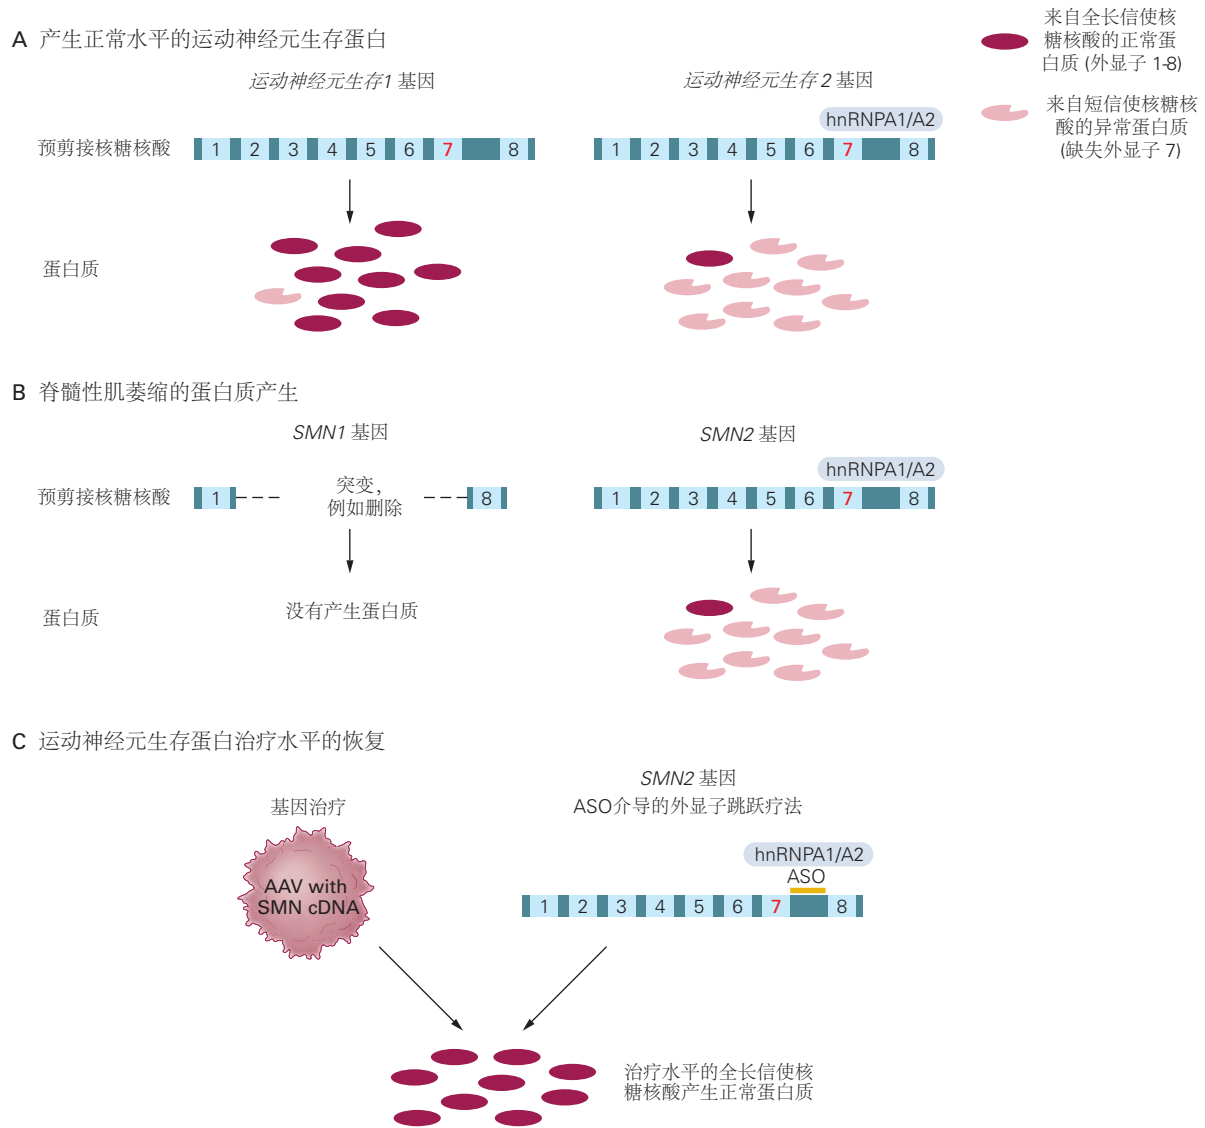 A 产生正常水平的运动神经元生存蛋白
来自全长信使核
糖核酸的正常蛋
白质 (外显子 1-8)
来自短信使核糖核
酸的异常蛋白质
(缺失外显子 7)
运动神经元生存1 基因
运动神经元生存 2 基因
hnRNPA1/A2
预剪接核糖核酸
1 2 3 4 5 6 7 8
1 2 3 4 5 6 7 8
蛋白质
B 脊髓性肌萎缩的蛋白质产生
SMN1 基因
SMN2 基因
hnRNPA1/A2
预剪接核糖核酸
1
突变,
例如删除
8
1 2 3 4 5 6 7 8
蛋白质
没有产生蛋白质
C 运动神经元生存蛋白治疗水平的恢复
基因治疗
AAV with
SMN cDNA
SMN2 基因
ASO介导的外显子跳跃疗法
hnRNPA1/A2
ASO
1 2 3 4 5 6 7 8
治疗水平的全长信使核
糖核酸产生正常蛋白质